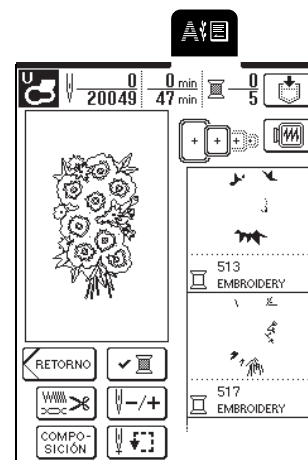 A
U
0 0 min 0
20049 47 min 5
513
EMBROIDERY
517
EMBROIDERY
RETORNO
-/+
COMPO-
SICIÓN